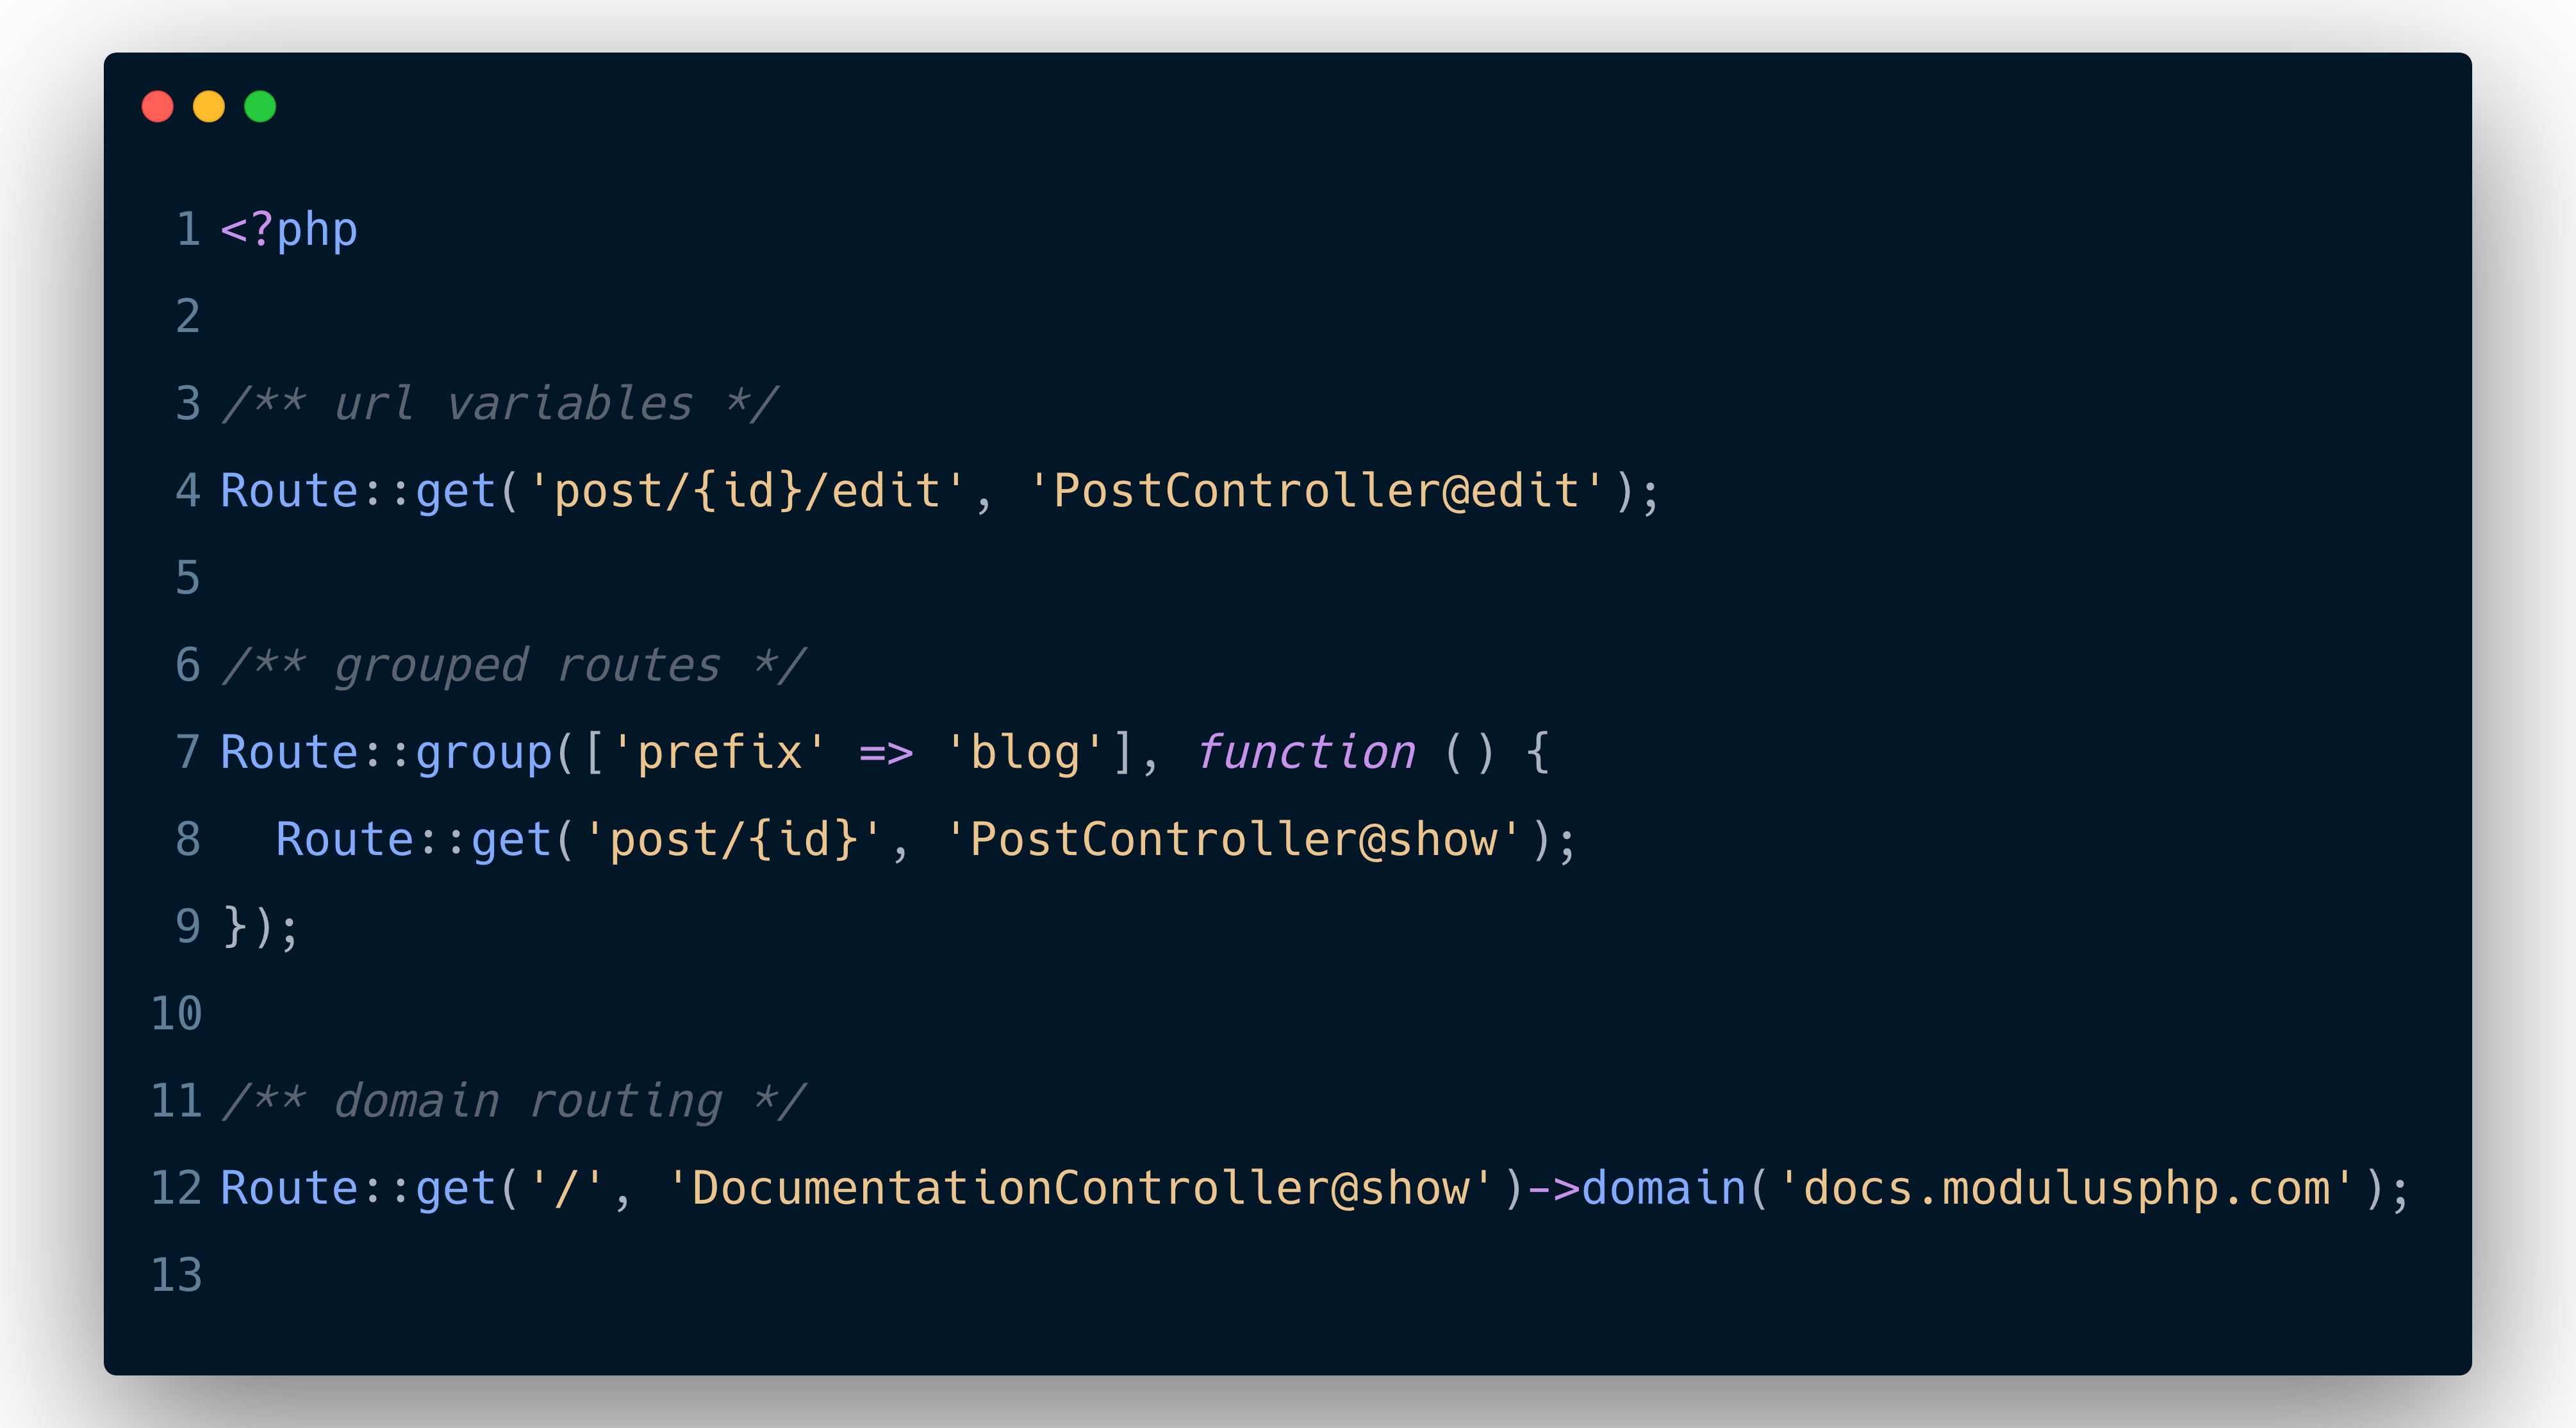 1 <?php
2
3 /** url variables */
4 Route::get('post/{id}/edit', 'PostController@edit');
5
6 /** grouped routes */
7 Route::group(['prefix' => 'blog'], function () {
8   Route::get('post/{id}', 'PostController@show');
9 });
10
11 /** domain routing */
12 Route::get('/', 'DocumentationController@show')->domain('docs.modulusphp.com');
13